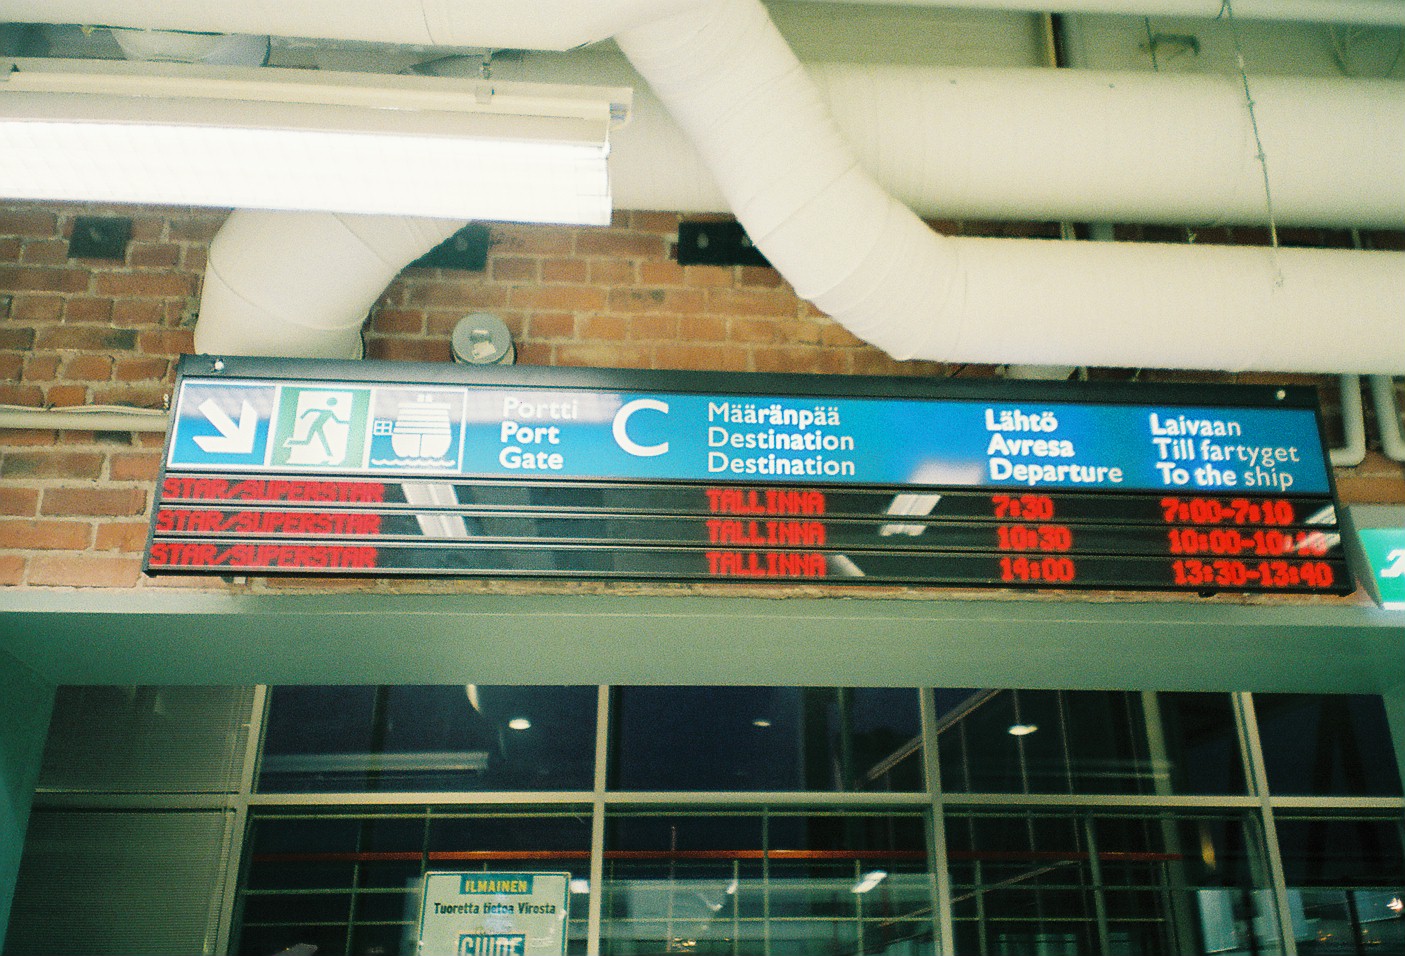 Portti
Port
Gate
C
Määränpää
Destination
Destination
Lähtö
Avresa
Departure
Laivaan
Till fartyget
To the ship
STAR/SUPERSTAR TALLINNA 7:30 7:00-7:10
STAR/SUPERSTAR TALLINNA 10:30 10:00-10:10
STAR/SUPERSTAR TALLINNA 14:00 13:30-13:40
ILMAINEN
Tuoretta tietoa Virosta
GUIDE